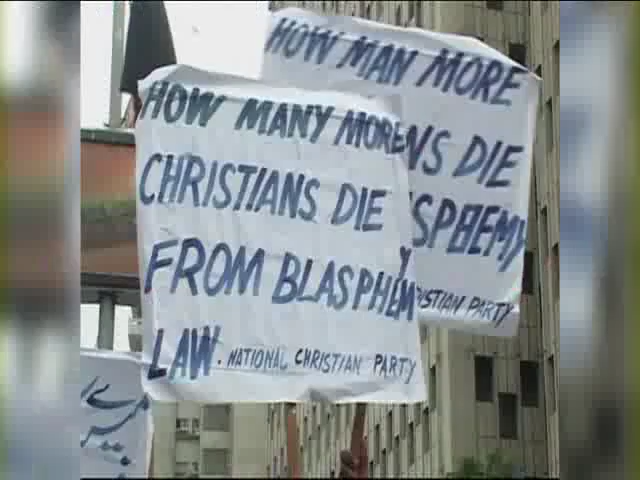 HOW MANY MORE
CHRISTIANS DIE
FROM BLASPHEMY
LAW. NATIONAL CHRISTIAN PARTY
HOW MAN MORE
NS DIE
SPHEMY
ISTIAN PARTY